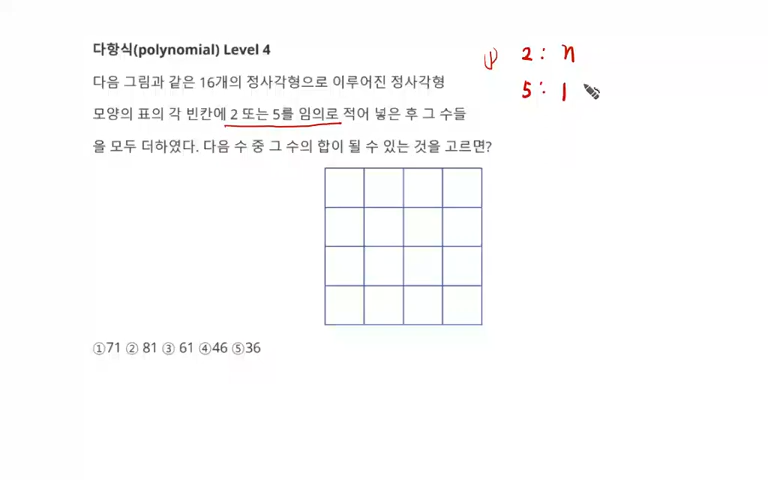 다항식(polynomial) Level 4
다음 그림과 같은 16개의 정사각형으로 이루어진 정사각형
모양의 표의 각 빈칸에 2 또는 5를 임의로 적어 넣은 후 그 수들
을 모두 더하였다. 다음 수 중 그 수의 합이 될 수 있는 것을 고르면?
2 : n
5 : 1
①71 ② 81 ③ 61 ④46 ⑤36